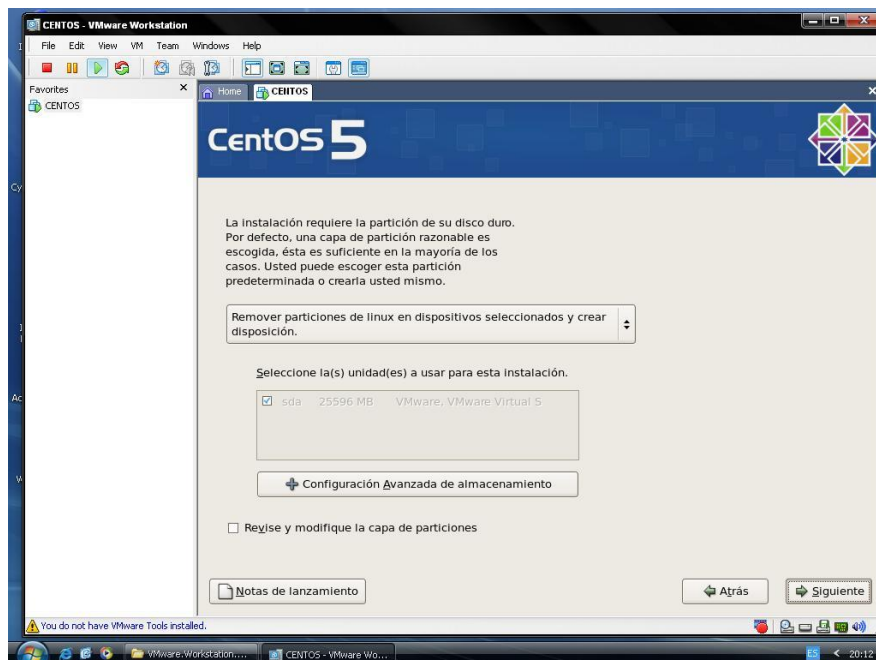 CENTOS - VMware Workstation
File Edit View VM Team Windows Help
Favorites
Home CENTOS
CENTOS
CentOS 5
La instalación requiere la partición de su disco duro.
Por defecto, una capa de partición razonable es
escogida, ésta es suficiente en la mayoría de los
casos. Usted puede escoger esta partición
predeterminada o crearla usted mismo.
Remover particiones de linux en dispositivos seleccionados y crear
disposición.
Seleccione la(s) unidad(es) a usar para esta instalación.
sda 25596 MB VMware, VMware Virtual S
Configuración Avanzada de almacenamiento
Revise y modifique la capa de particiones
Notas de lanzamiento
Atrás
Siguiente
You do not have VMware Tools installed.
VMware.Workstation....
CENTOS - VMware Wo...
ES
20:12